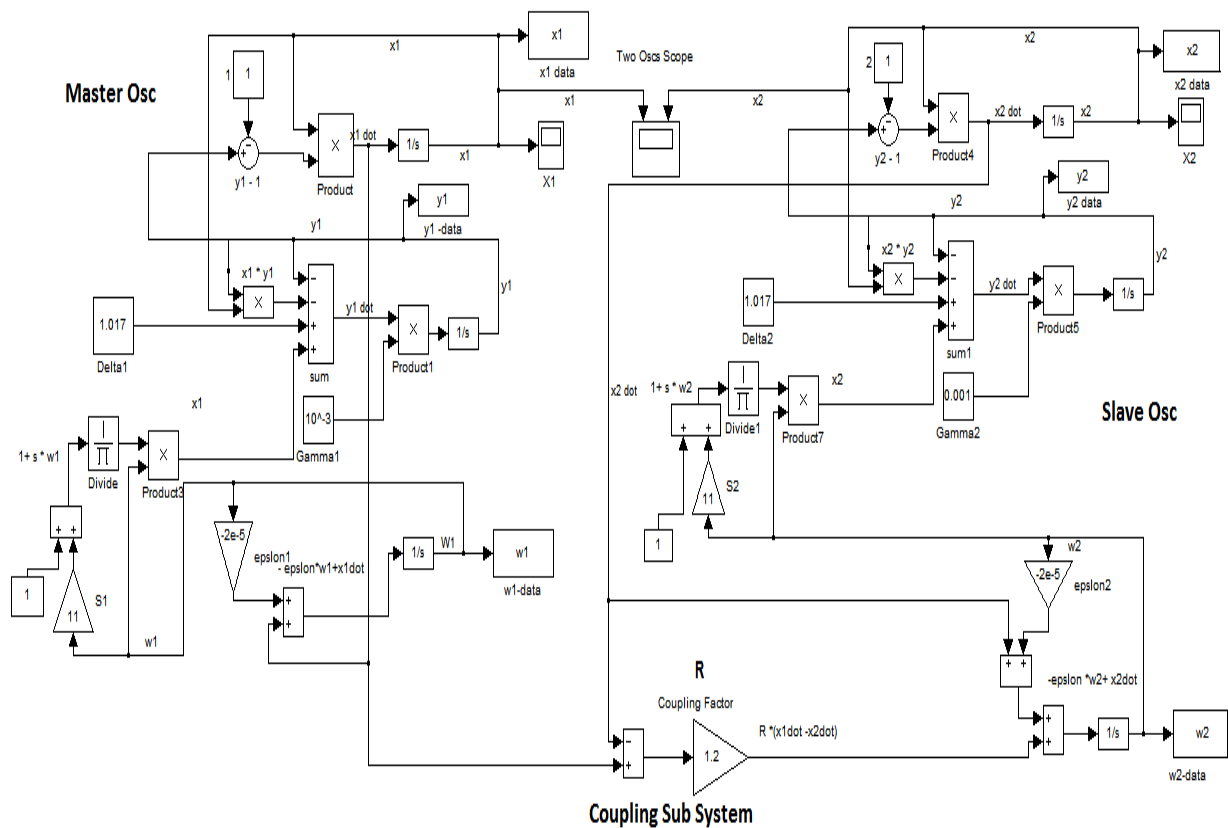 Master Osc
1
1
y1 - 1
x1
x1
x1 data
×
Product
x1 dot
1/s
x1
X1
x1
Two Oscs Scope
x2
2
1
y2 - 1
x2
x2
x2 data
×
Product4
x2 dot
1/s
x2
X2
y1
y1
y1 -data
x1 * y1
×
1.017
Delta1
sum
y1 dot
×
Product1
1/s
y1
10^-3
Gamma1
y2
y2
y2 data
x2 * y2
×
1.017
Delta2
sum1
y2 dot
×
Product5
1/s
y2
0.001
Gamma2
Slave Osc
x1
1+ s * w1
Divide
×
Product3
1
11
S1
w1
-2e-5
epslon1
- epslon*w1+x1dot
1/s
W1
w1
w1-data
x2 dot
1+ s * w2
Divide1
×
Product7
x2
1
11
S2
w2
-2e-5
epslon2
-epslon *w2+ x2dot
1/s
w2
w2-data
R
Coupling Factor
1.2
R *(x1dot -x2dot)
Coupling Sub System